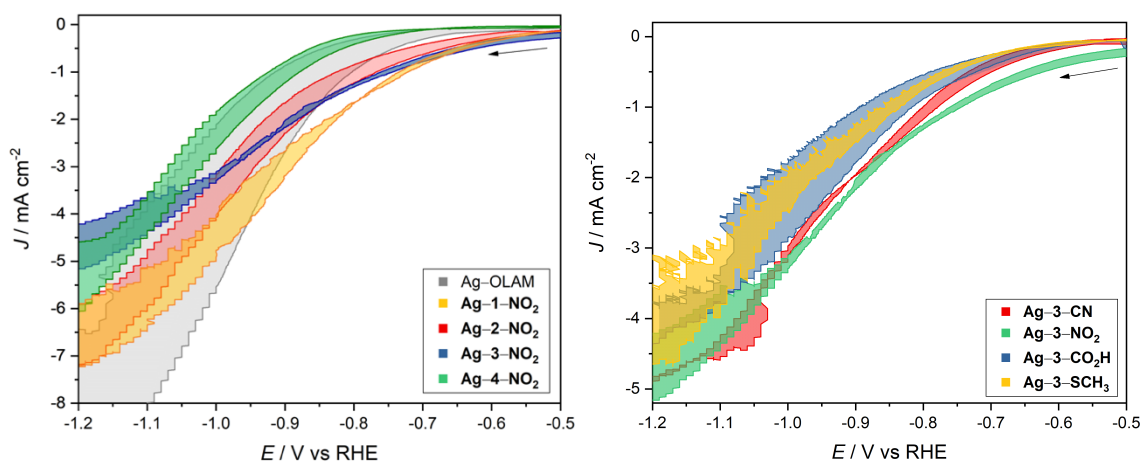 0
-1
-2
-3
-4
-5
-6
-7
-8
J / mA cm⁻²
-1.2 -1.1 -1.0 -0.9 -0.8 -0.7 -0.6 -0.5
E / V vs RHE
Ag–OLAM
Ag–1–NO₂
Ag–2–NO₂
Ag–3–NO₂
Ag–4–NO₂
0
-1
-2
-3
-4
-5
J / mA cm⁻²
-1.2 -1.1 -1.0 -0.9 -0.8 -0.7 -0.6 -0.5
E / V vs RHE
Ag–3–CN
Ag–3–NO₂
Ag–3–CO₂H
Ag–3–SCH₃